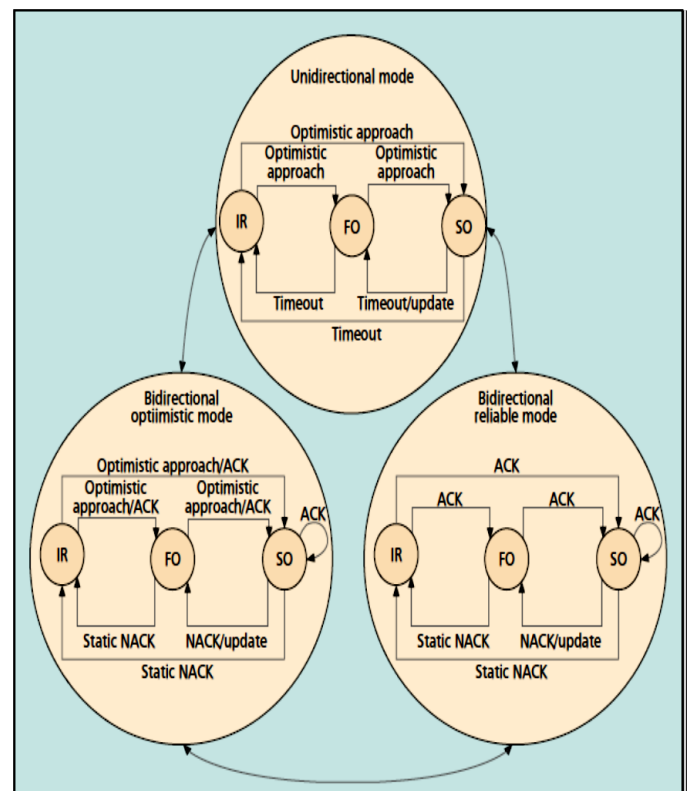 Unidirectional mode
Optimistic approach
Optimistic
approach
Optimistic
approach
IR
FO
SO
Timeout
Timeout/update
Timeout
Bidirectional
optiimistic mode
Optimistic approach/ACK
Optimistic
approach/ACK
Optimistic
approach/ACK
ACK
IR
FO
SO
Static NACK
NACK/update
Static NACK
Bidirectional
reliable mode
ACK
ACK
ACK
ACK
IR
FO
SO
Static NACK
NACK/update
Static NACK